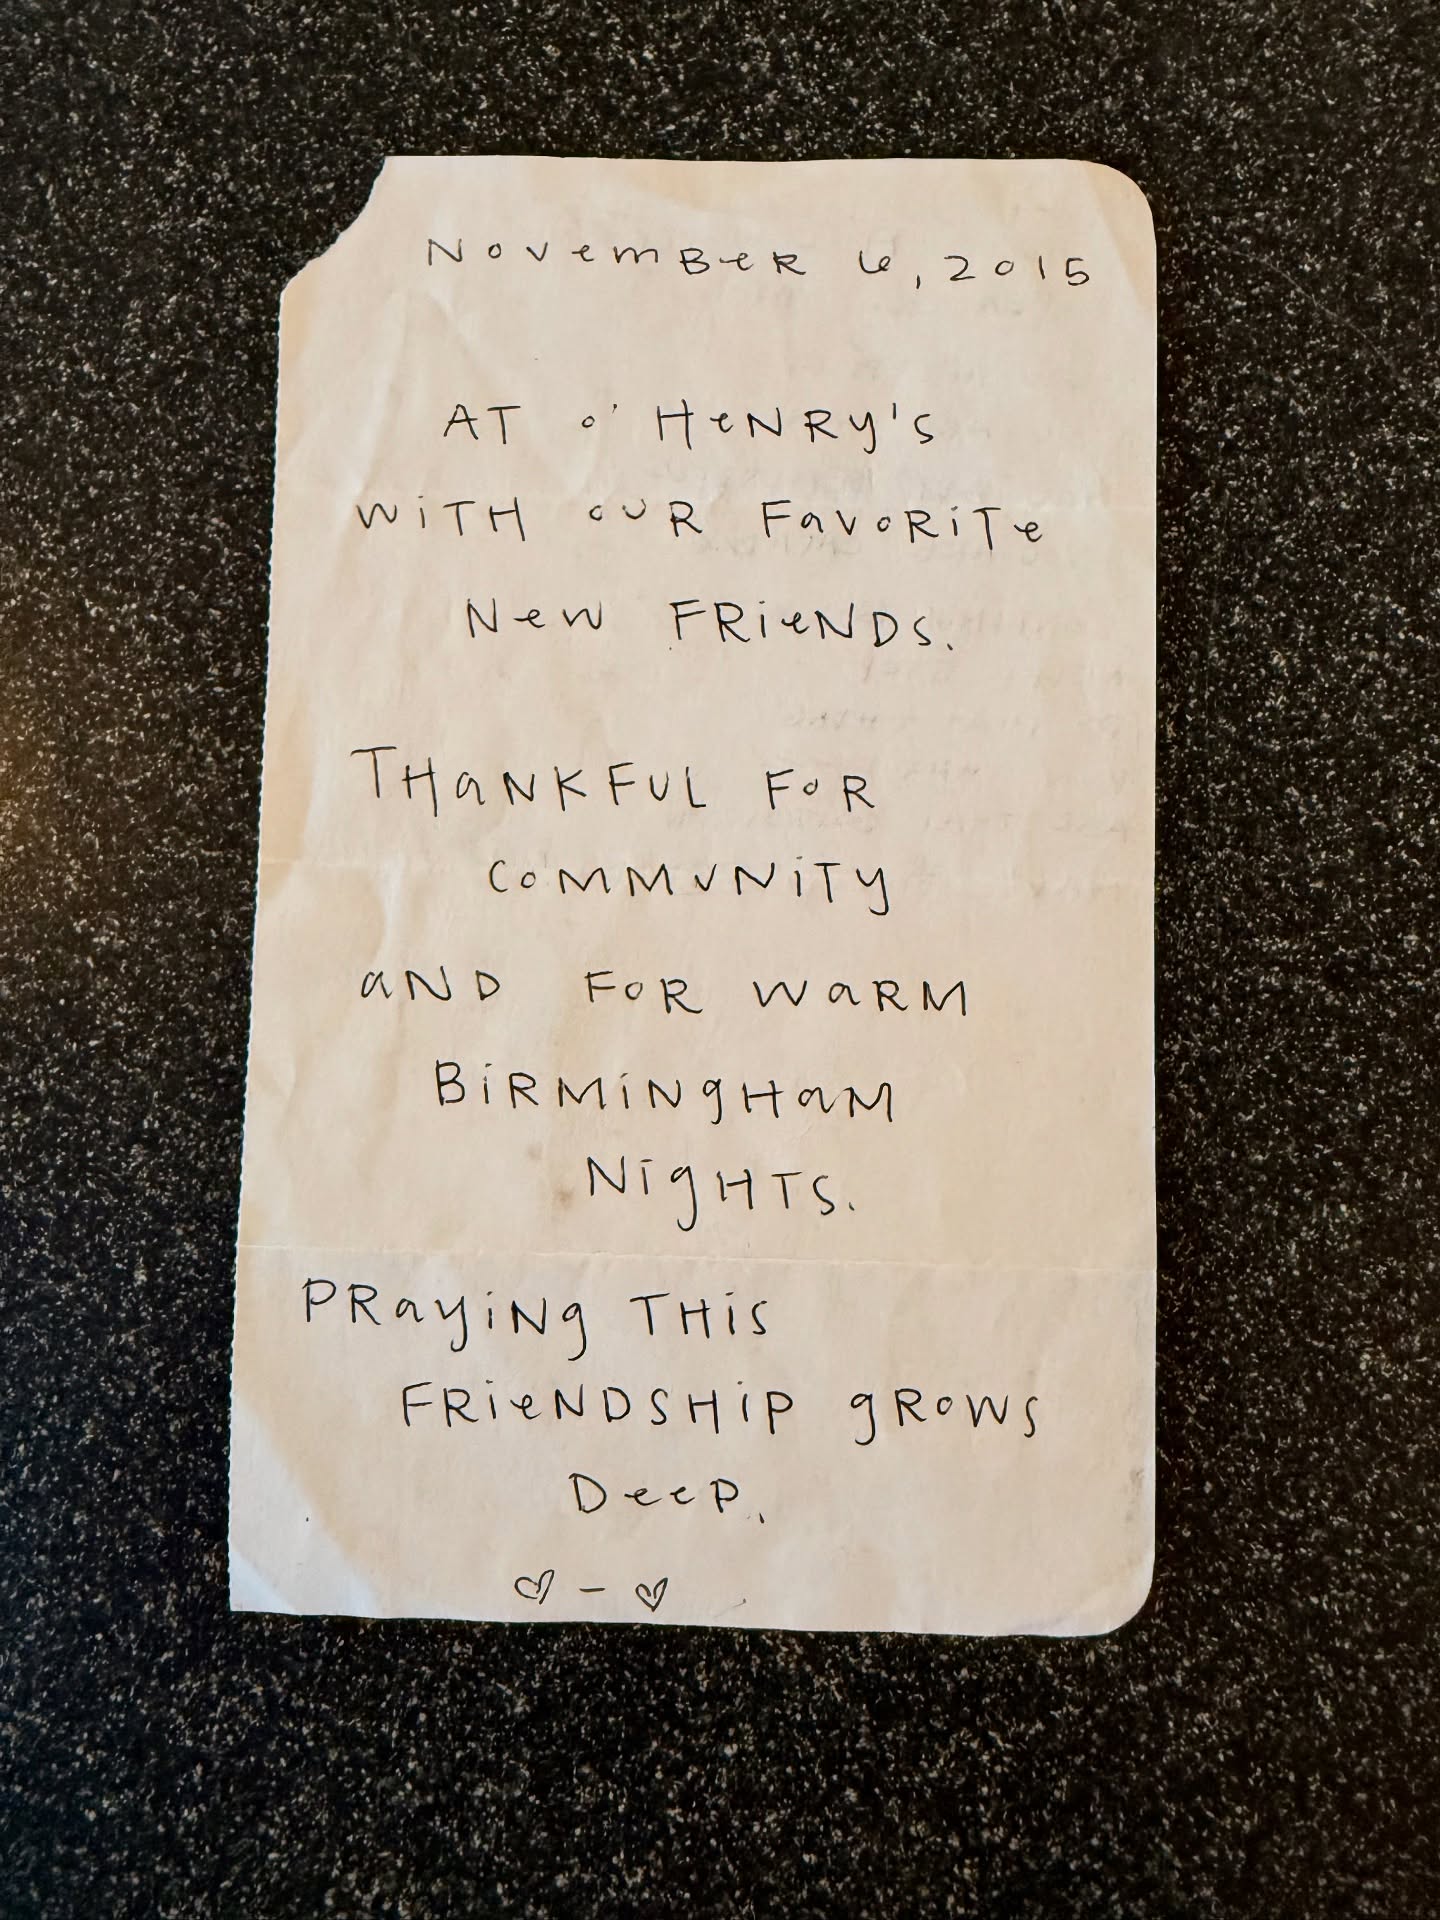 November 6, 2015
AT O'HENRY'S
WITH OUR FAVORITE
NEW FRIENDS.
THANKFUL FOR
COMMUNITY
AND FOR WARM
BIRMINGHAM
NIGHTS.
PRAYING THIS
FRIENDSHIP GROWS
DEEP.
♡ - ♡